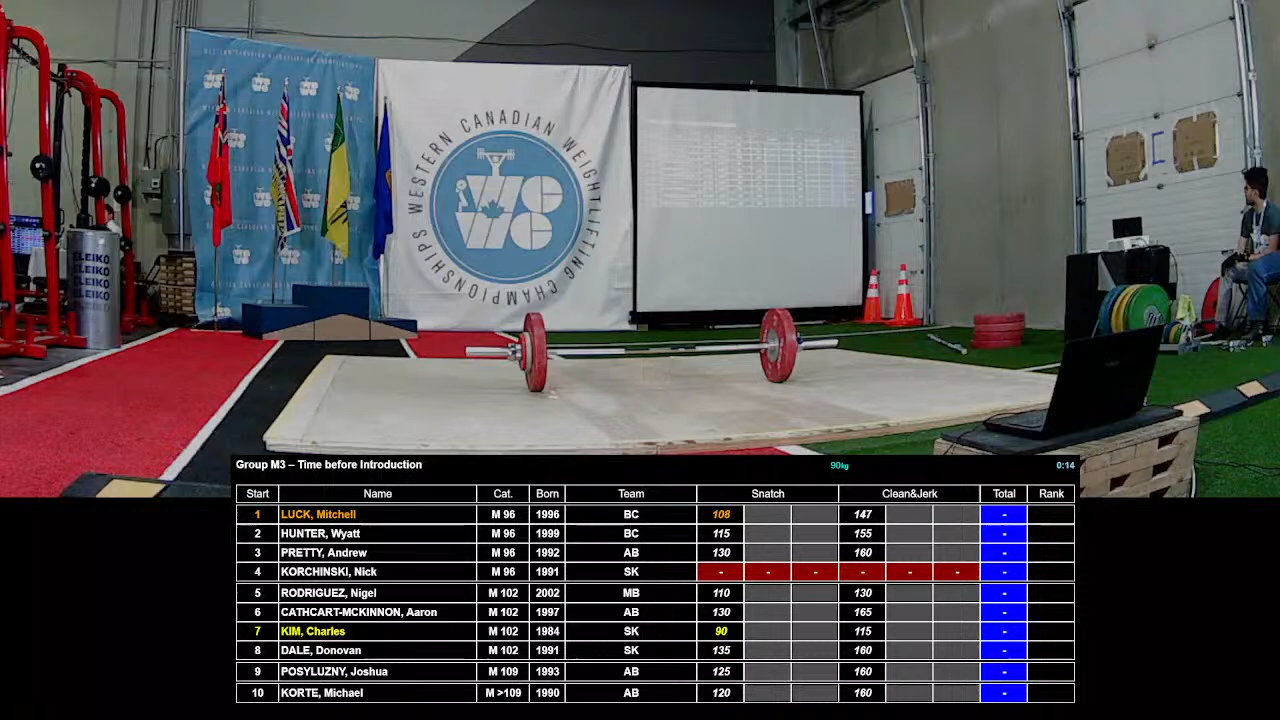 WESTERN CANADIAN WEIGHTLIFTING CHAMPIONSHIPS
WC
WC
ELEIKO
ELEIKO
ELEIKO
ELEIKO
C
Group M3 – Time before Introduction 90kg 0:14
Start Name Cat. Born Team Snatch Clean&Jerk Total Rank
1 LUCK, Mitchell M 96 1996 BC 108 147 -
2 HUNTER, Wyatt M 96 1999 BC 115 155 -
3 PRETTY, Andrew M 96 1992 AB 130 160 -
4 KORCHINSKI, Nick M 96 1991 SK - - - - - - -
5 RODRIGUEZ, Nigel M 102 2002 MB 110 130 -
6 CATHCART-MCKINNON, Aaron M 102 1997 AB 130 165 -
7 KIM, Charles M 102 1984 SK 90 115 -
8 DALE, Donovan M 102 1991 SK 135 160 -
9 POSYLUZNY, Joshua M 109 1993 AB 125 160 -
10 KORTE, Michael M >109 1990 AB 120 160 -